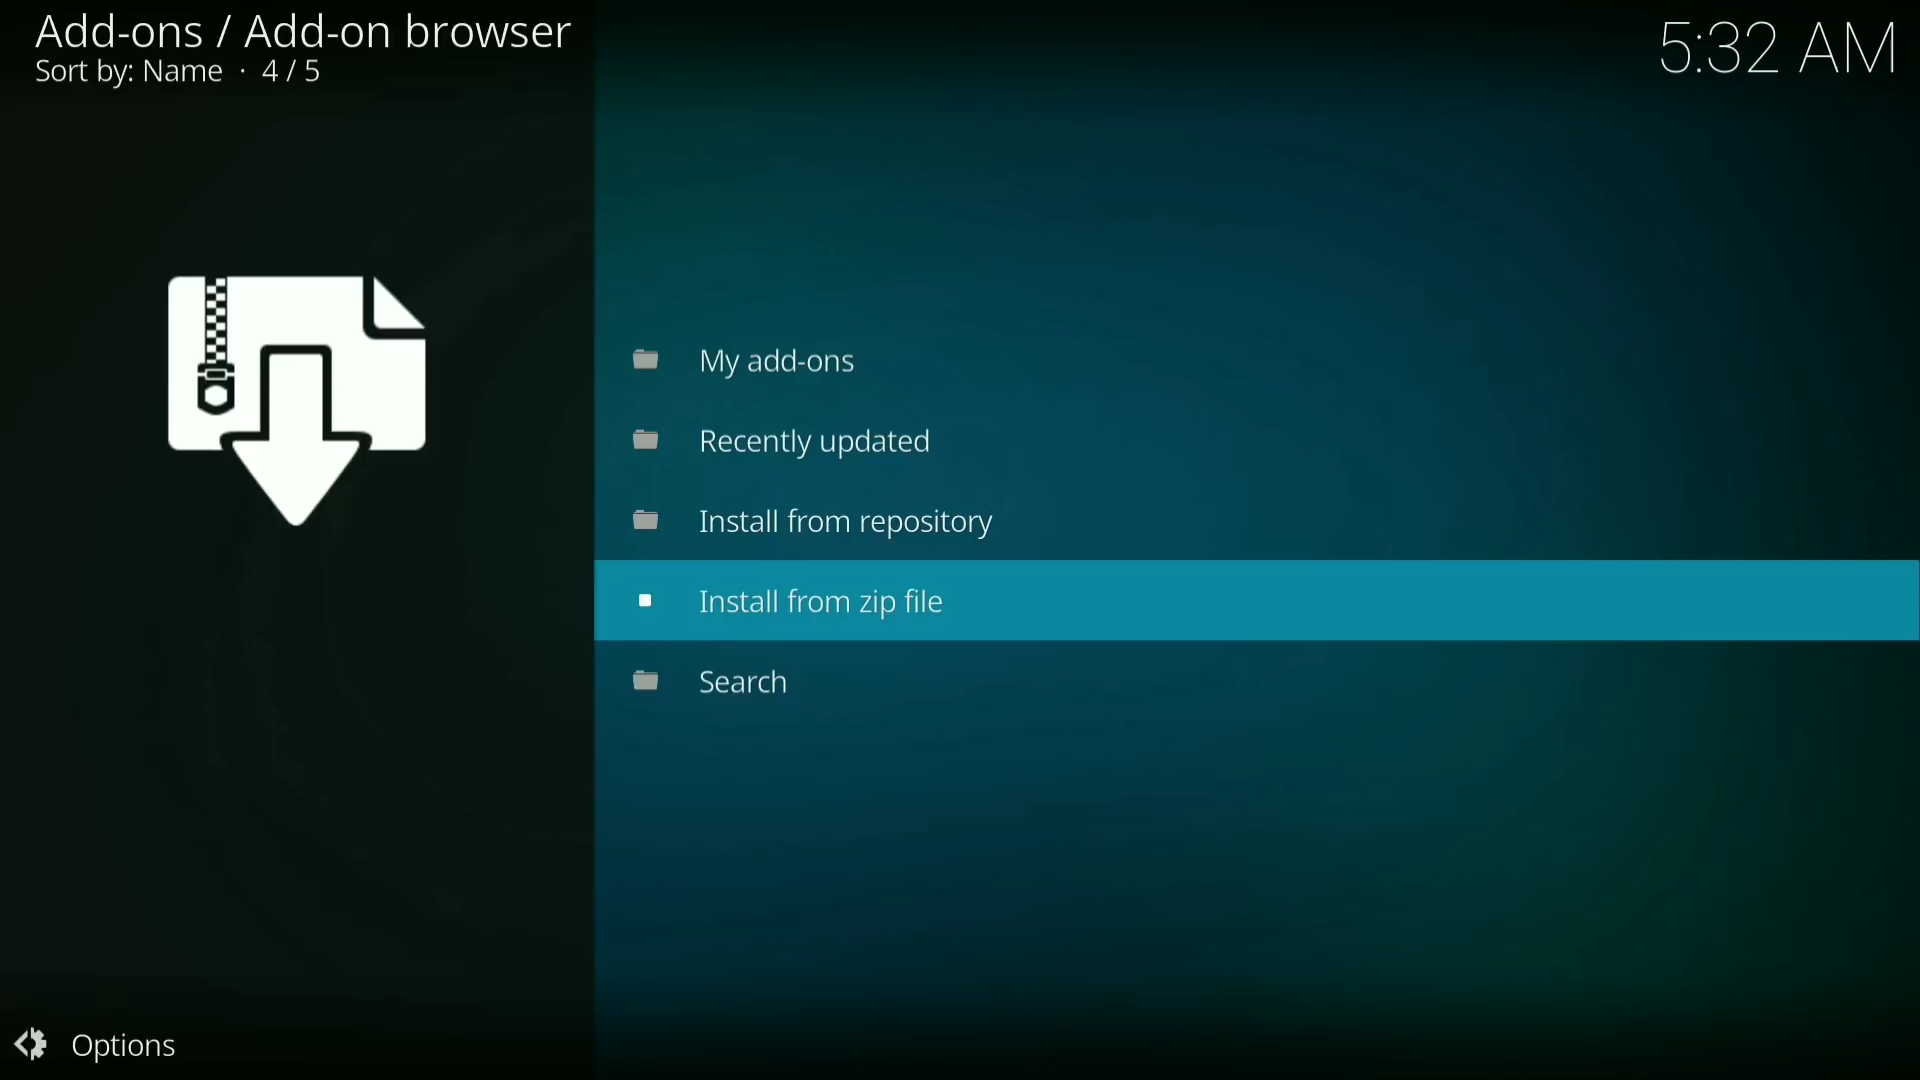 Add-ons / Add-on browser
Sort by: Name · 4 / 5
5:32 AM
My add-ons
Recently updated
Install from repository
Install from zip file
Search
Options